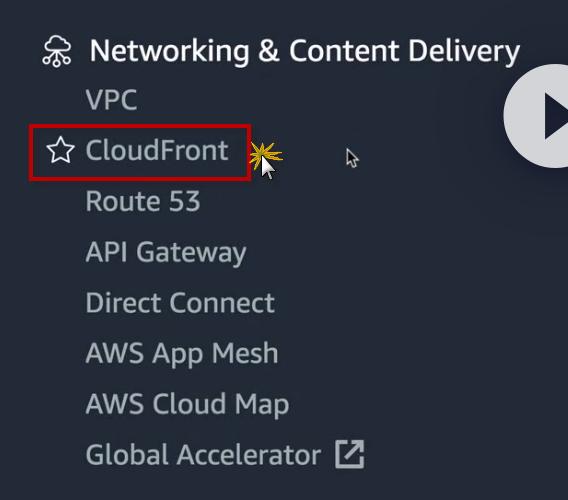 Networking & Content Delivery
VPC
CloudFront
Route 53
API Gateway
Direct Connect
AWS App Mesh
AWS Cloud Map
Global Accelerator